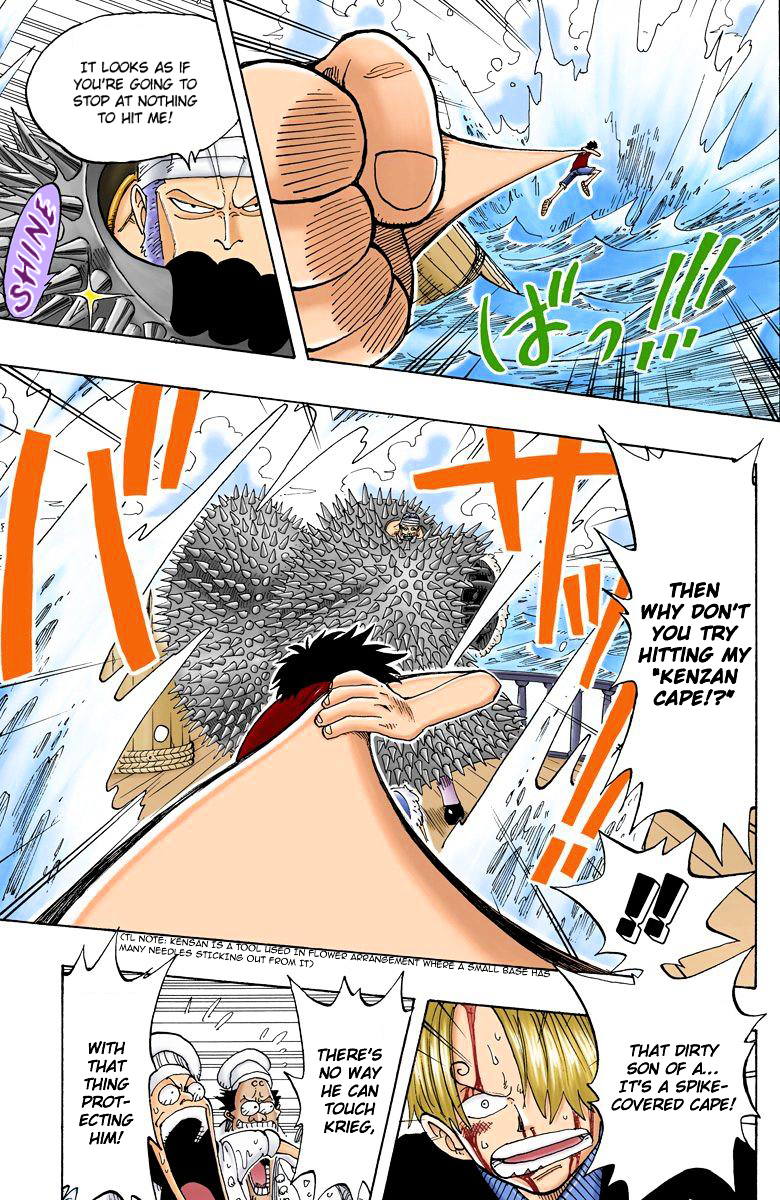 ばっ!!!
IT LOOKS AS IF
YOU'RE GOING TO
STOP AT NOTHING
TO HIT ME!
SHINE
THEN
WHY DON'T
YOU TRY
HITTING MY
"KENZAN
CAPE!?"
バサッ!!
!!
(TL NOTE: KENSAN IS A TOOL USED IN FLOWER ARRANGEMENT WHERE A SMALL BASE HAS
MANY NEEDLES STICKING OUT FROM IT)
THAT DIRTY
SON OF A...
IT'S A SPIKE-
COVERED CAPE!
THERE'S
NO WAY
HE CAN
TOUCH
KRIEG,
WITH
THAT
THING
PROT-
ECTING
HIM!